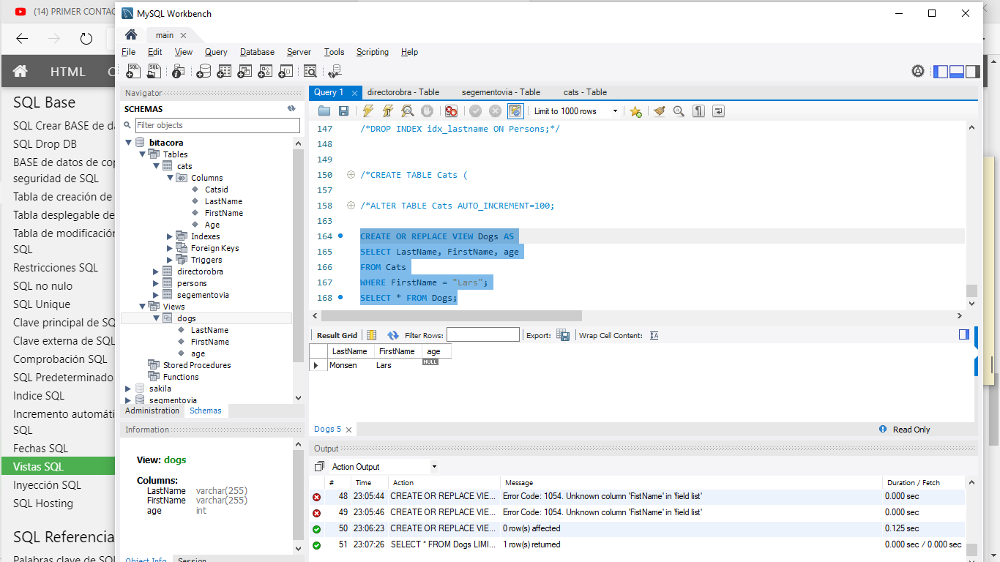 (14) PRIMER CONTAC
HTML
SQL Base
SQL Crear BASE de da
SQL Drop DB
BASE de datos de cop
seguridad de SQL
Tabla de creación de
Tabla desplegable de
Tabla de modificación
SQL
Restricciones SQL
SQL no nulo
SQL Unique
Clave principal de SQ
Clave externa de SQL
Comprobación SQL
SQL Predeterminado
Indice SQL
Incremento automáti
SQL
Fechas SQL
Vistas SQL
Inyección SQL
SQL Hosting
SQL Referencia
Palabras clave de SQL
MySQL Workbench
main
File Edit View Query Database Server Tools Scripting Help
Navigator
SCHEMAS
Filter objects
bitacora
Tables
cats
Columns
Catsid
LastName
FirstName
Age
Indexes
Foreign Keys
Triggers
directorobra
persons
segementovia
Views
dogs
LastName
FirstName
age
Stored Procedures
Functions
sakila
segmentovia
Administration Schemas
Information
View: dogs
Columns:
LastName varchar(255)
FirstName varchar(255)
age int
Object Info Session
Query 1 directorobra - Table segementovia - Table cats - Table
Limit to 1000 rows
147 /*DROP INDEX idx_lastname ON Persons;*/
148
149
150 /*CREATE TABLE Cats (
157
158 /*ALTER TABLE Cats AUTO_INCREMENT=100;
163
164 CREATE OR REPLACE VIEW Dogs AS
165 SELECT LastName, FirstName, age
166 FROM Cats
167 WHERE FirstName = "Lars";
168 SELECT * FROM Dogs;
Result Grid Filter Rows: Export: Wrap Cell Content:
LastName FirstName age
Monsen Lars NULL
Dogs 5 Read Only
Output
Action Output
# Time Action Message Duration / Fetch
48 23:05:44 CREATE OR REPLACE VIE... Error Code: 1054. Unknown column 'FistName' in 'field list' 0.000 sec
49 23:05:46 CREATE OR REPLACE VIE... Error Code: 1054. Unknown column 'FistName' in 'field list' 0.000 sec
50 23:06:23 CREATE OR REPLACE VIE... 0 row(s) affected 0.125 sec
51 23:07:26 SELECT * FROM Dogs LIMI... 1 row(s) returned 0.000 sec / 0.000 sec